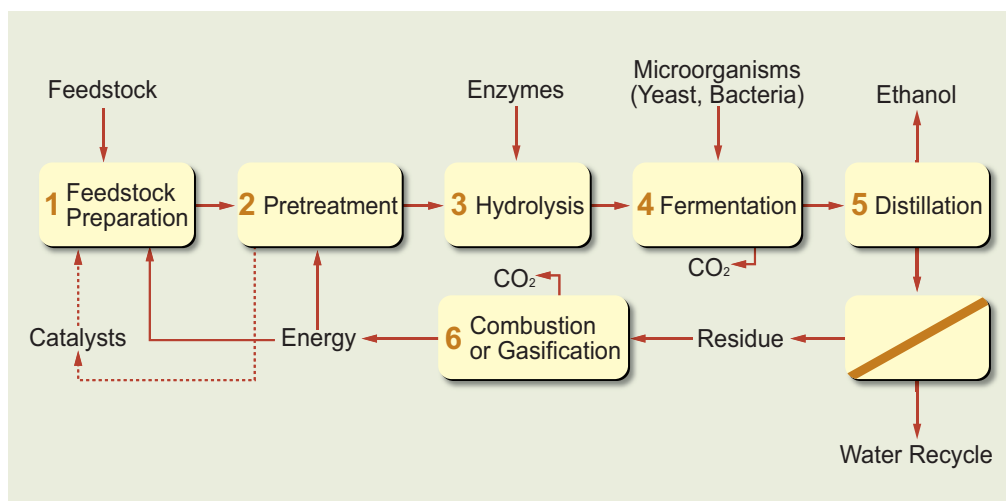 Feedstock
Enzymes
Microorganisms
(Yeast, Bacteria)
Ethanol
1 Feedstock
Preparation
2 Pretreatment
3 Hydrolysis
4 Fermentation
5 Distillation
CO₂
CO₂
Catalysts
Energy
6 Combustion
or Gasification
Residue
Water Recycle